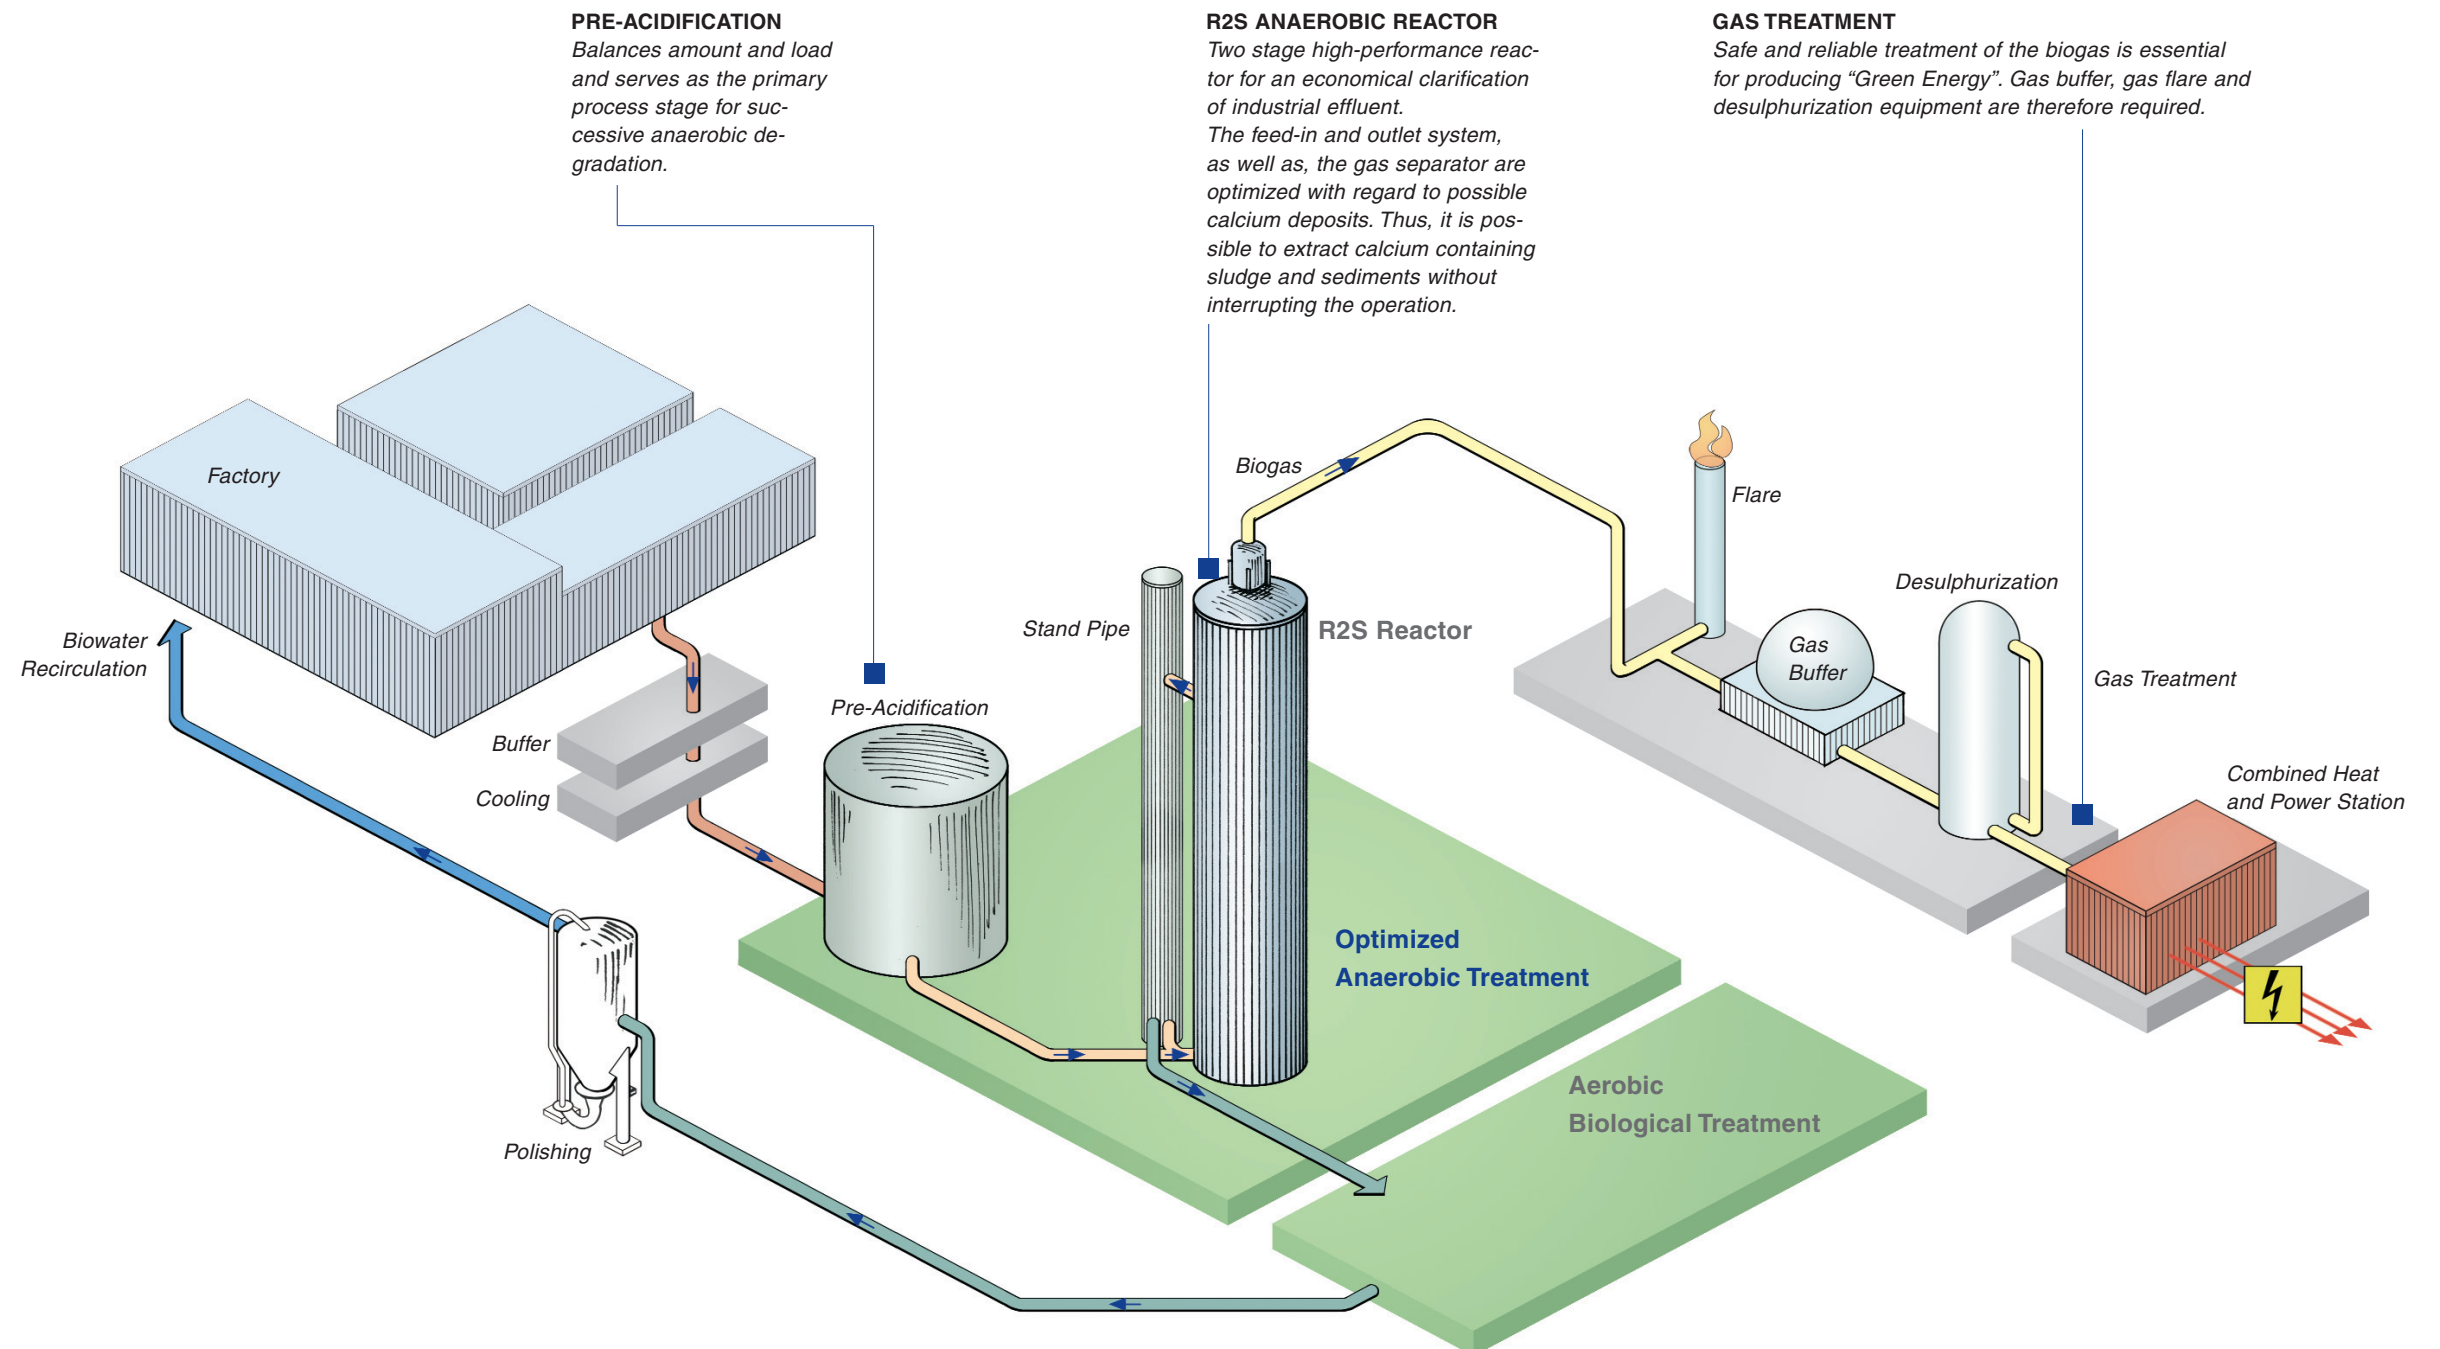 PRE-ACIDIFICATION
Balances amount and load
and serves as the primary
process stage for suc-
cessive anaerobic de-
gradation.
R2S ANAEROBIC REACTOR
Two stage high-performance reac-
tor for an economical clarification
of industrial effluent.
The feed-in and outlet system,
as well as, the gas separator are
optimized with regard to possible
calcium deposits. Thus, it is pos-
sible to extract calcium containing
sludge and sediments without
interrupting the operation.
GAS TREATMENT
Safe and reliable treatment of the biogas is essential
for producing “Green Energy”. Gas buffer, gas flare and
desulphurization equipment are therefore required.
Factory
Biogas
Flare
Desulphurization
Biowater
Recirculation
Stand Pipe
R2S Reactor
Gas
Buffer
Gas Treatment
Pre-Acidification
Buffer
Cooling
Combined Heat
and Power Station
Optimized
Anaerobic Treatment
Aerobic
Biological Treatment
Polishing